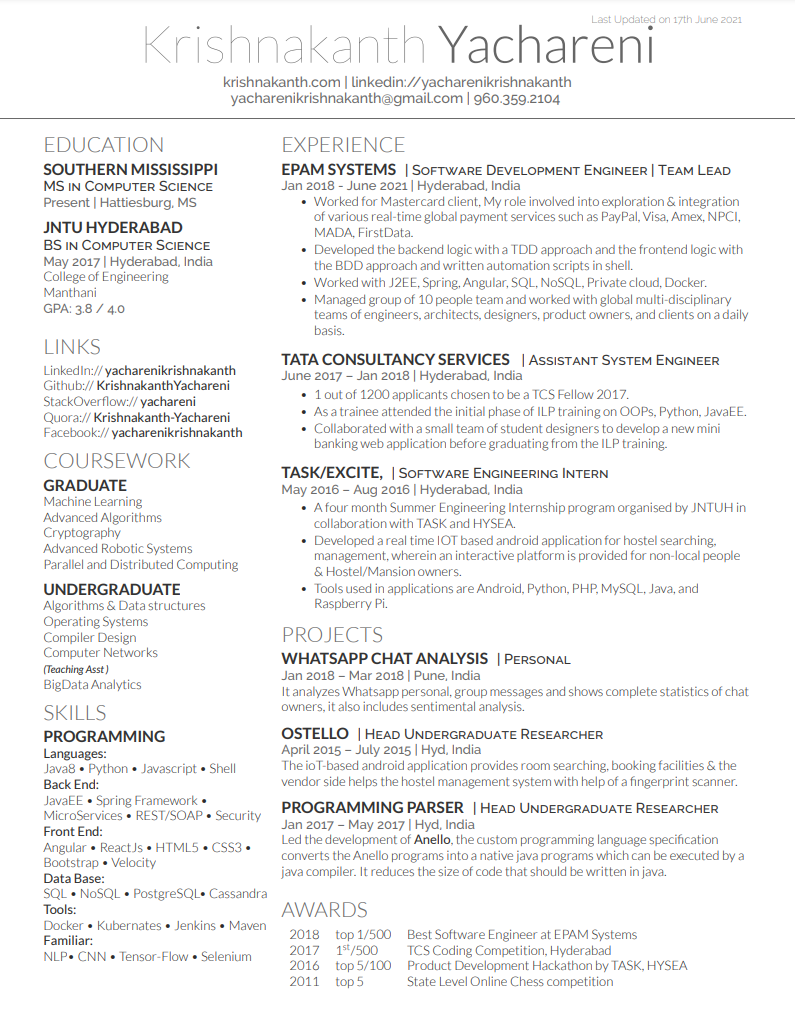 Last Updated on 17th June 2021
Krishnakanth Yachareni
krishnakanth.com | linkedin://yacharenikrishnakanth
yacharenikrishnakanth@gmail.com | 960.359.2104
EDUCATION
SOUTHERN MISSISSIPPI
MS IN COMPUTER SCIENCE
Present | Hattiesburg, MS
JNTU HYDERABAD
BS IN COMPUTER SCIENCE
May 2017 | Hyderabad, India
College of Engineering
Manthani
GPA: 3.8 / 4.0
LINKS
LinkedIn:// yacharenikrishnakanth
Github:// KrishnakanthYachareni
StackOverflow:// yachareni
Quora:// Krishnakanth-Yachareni
Facebook:// yacharenikrishnakanth
COURSEWORK
GRADUATE
Machine Learning
Advanced Algorithms
Cryptography
Advanced Robotic Systems
Parallel and Distributed Computing
UNDERGRADUATE
Algorithms & Data structures
Operating Systems
Compiler Design
Computer Networks
(Teaching Asst )
BigData Analytics
SKILLS
PROGRAMMING
Languages:
Java8 • Python • Javascript • Shell
Back End:
JavaEE • Spring Framework •
MicroServices • REST/SOAP • Security
Front End:
Angular • ReactJs • HTML5 • CSS3 •
Bootstrap • Velocity
Data Base:
SQL • NoSQL • PostgreSQL• Cassandra
Tools:
Docker • Kubernates • Jenkins • Maven
Familiar:
NLP• CNN • Tensor-Flow • Selenium
EXPERIENCE
EPAM SYSTEMS | SOFTWARE DEVELOPMENT ENGINEER | TEAM LEAD
Jan 2018 - June 2021 | Hyderabad, India
• Worked for Mastercard client, My role involved into exploration & integration
of various real-time global payment services such as PayPal, Visa, Amex, NPCI,
MADA, FirstData.
• Developed the backend logic with a TDD approach and the frontend logic with
the BDD approach and written automation scripts in shell.
• Worked with J2EE, Spring, Angular, SQL, NoSQL, Private cloud, Docker.
• Managed group of 10 people team and worked with global multi-disciplinary
teams of engineers, architects, designers, product owners, and clients on a daily
basis.
TATA CONSULTANCY SERVICES | ASSISTANT SYSTEM ENGINEER
June 2017 – Jan 2018 | Hyderabad, India
• 1 out of 1200 applicants chosen to be a TCS Fellow 2017.
• As a trainee attended the initial phase of ILP training on OOPs, Python, JavaEE.
• Collaborated with a small team of student designers to develop a new mini
banking web application before graduating from the ILP training.
TASK/EXCITE, | SOFTWARE ENGINEERING INTERN
May 2016 – Aug 2016 | Hyderabad, India
• A four month Summer Engineering Internship program organised by JNTUH in
collaboration with TASK and HYSEA.
• Developed a real time IOT based android application for hostel searching,
management, wherein an interactive platform is provided for non-local people
& Hostel/Mansion owners.
• Tools used in applications are Android, Python, PHP, MySQL, Java, and
Raspberry Pi.
PROJECTS
WHATSAPP CHAT ANALYSIS | PERSONAL
Jan 2018 – Mar 2018 | Pune, India
It analyzes Whatsapp personal, group messages and shows complete statistics of chat
owners, it also includes sentimental analysis.
OSTELLO | HEAD UNDERGRADUATE RESEARCHER
April 2015 – July 2015 | Hyd, India
The ioT-based android application provides room searching, booking facilities & the
vendor side helps the hostel management system with help of a fingerprint scanner.
PROGRAMMING PARSER | HEAD UNDERGRADUATE RESEARCHER
Jan 2017 – May 2017 | Hyd, India
Led the development of Anello, the custom programming language specification
converts the Anello programs into a native java programs which can be executed by a
java compiler. It reduces the size of code that should be written in java.
AWARDS
2018 top 1/500 Best Software Engineer at EPAM Systems
2017 1st/500 TCS Coding Competition, Hyderabad
2016 top 5/100 Product Development Hackathon by TASK, HYSEA
2011 top 5 State Level Online Chess competition